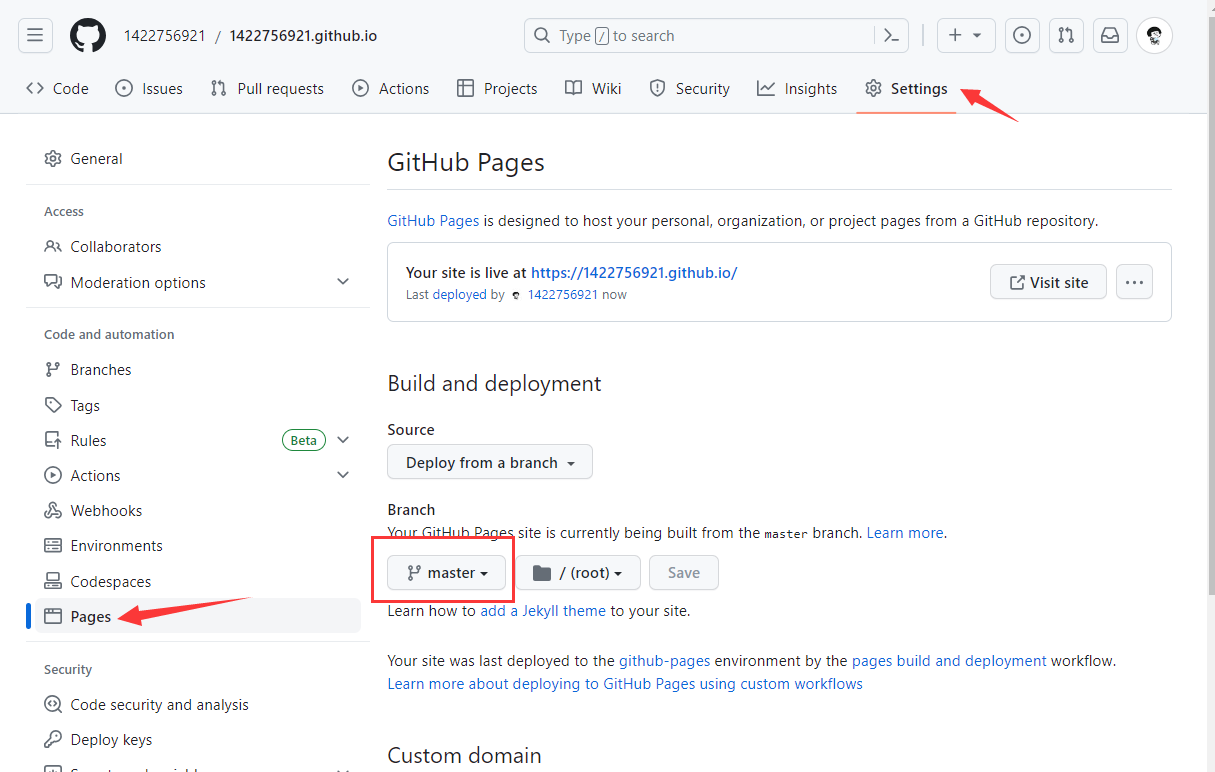 1422756921 / 1422756921.github.io
Type / to search
Code Issues Pull requests Actions Projects Wiki Security Insights Settings
General
Access
Collaborators
Moderation options
Code and automation
Branches
Tags
Rules Beta
Actions
Webhooks
Environments
Codespaces
Pages
Security
Code security and analysis
Deploy keys
GitHub Pages
GitHub Pages is designed to host your personal, organization, or project pages from a GitHub repository.
Your site is live at https://1422756921.github.io/
Last deployed by 1422756921 now
Visit site
Build and deployment
Source
Deploy from a branch
Branch
Your GitHub Pages site is currently being built from the master branch. Learn more.
master / (root) Save
Learn how to add a Jekyll theme to your site.
Your site was last deployed to the github-pages environment by the pages build and deployment workflow.
Learn more about deploying to GitHub Pages using custom workflows
Custom domain